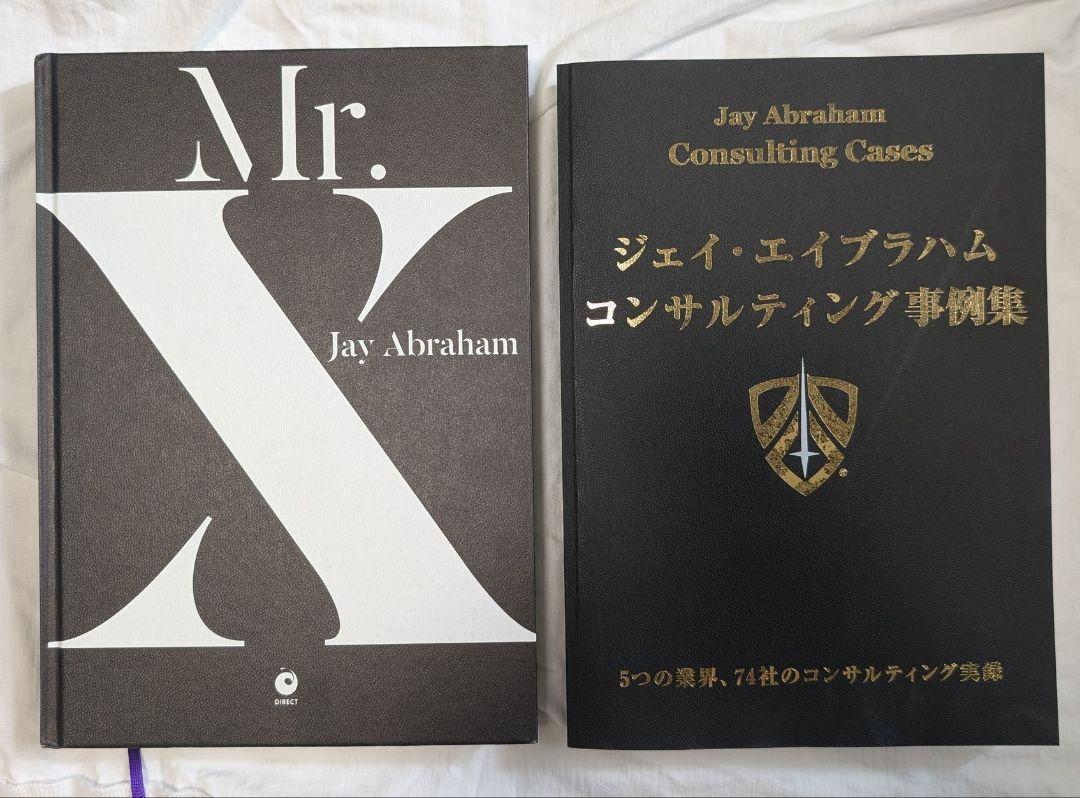 Mr.
X
Jay Abraham
DIRECT
Jay Abraham
Consulting Cases
ジェイ・エイブラハム
コンサルティング事例集
®
5つの業界、74社のコンサルティング実録